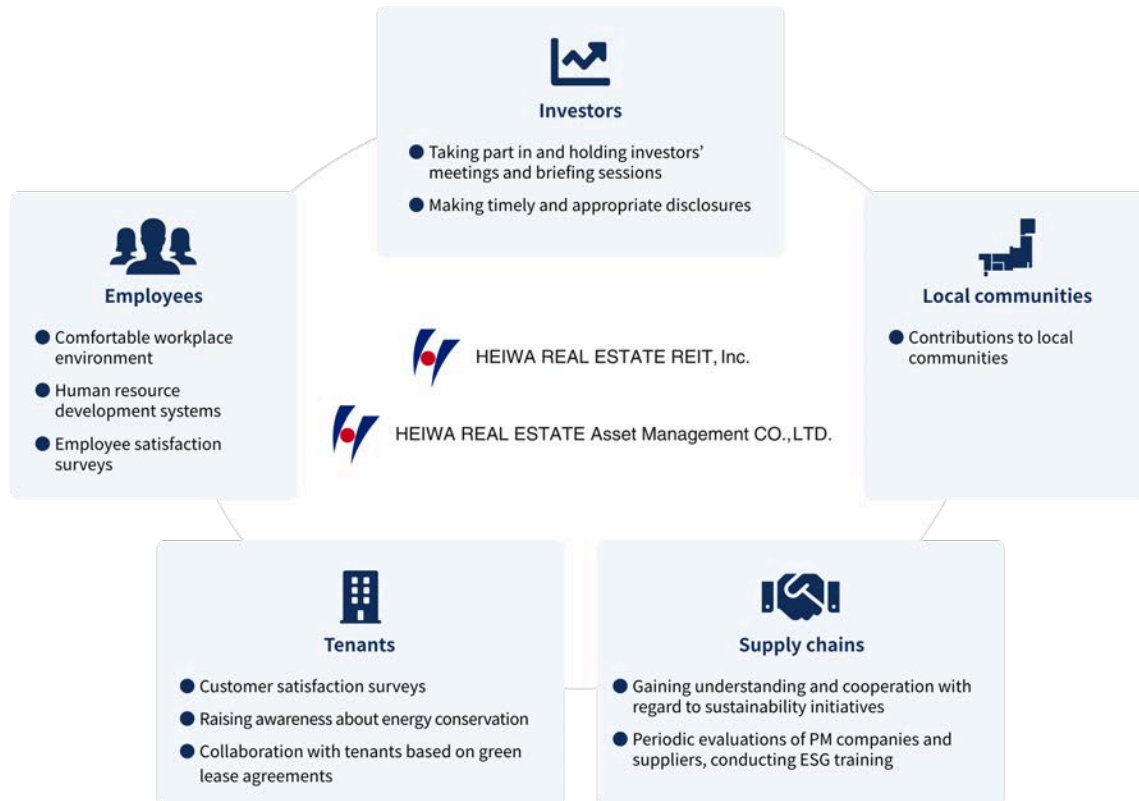 Investors
● Taking part in and holding investors’
meetings and briefing sessions
● Making timely and appropriate disclosures
Employees
● Comfortable workplace
environment
● Human resource
development systems
● Employee satisfaction
surveys
Local communities
● Contributions to local
communities
HEIWA REAL ESTATE REIT, Inc.
HEIWA REAL ESTATE Asset Management CO.,LTD.
Tenants
● Customer satisfaction surveys
● Raising awareness about energy conservation
● Collaboration with tenants based on green
lease agreements
Supply chains
● Gaining understanding and cooperation with
regard to sustainability initiatives
● Periodic evaluations of PM companies and
suppliers, conducting ESG training